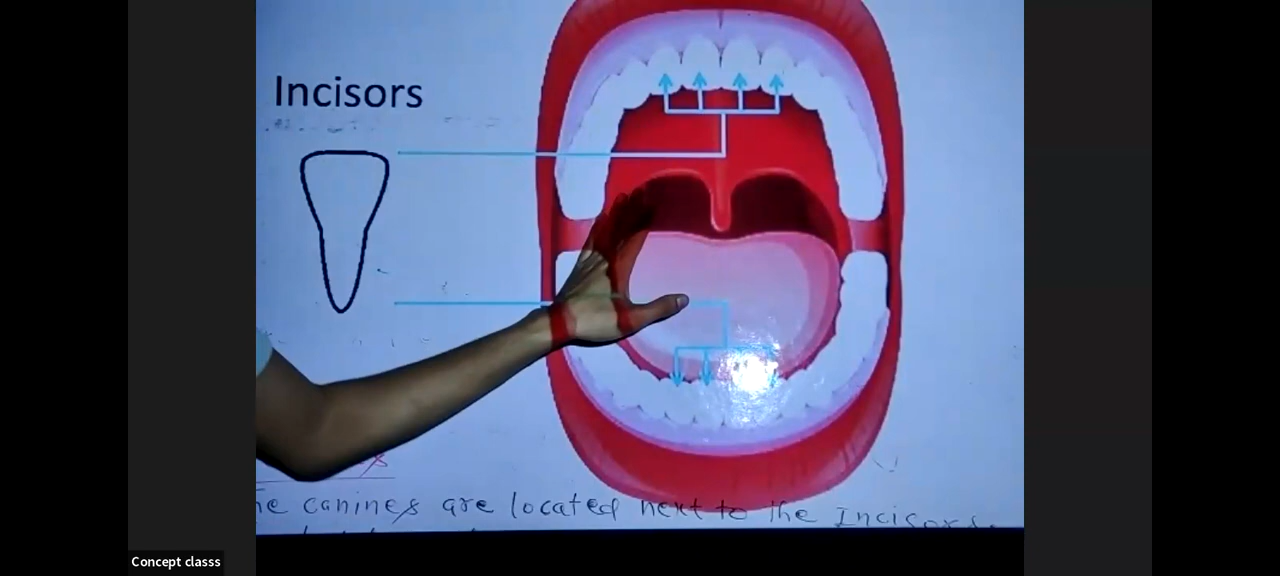 Incisors
he canines are located next to the Incisors.
Concept classs